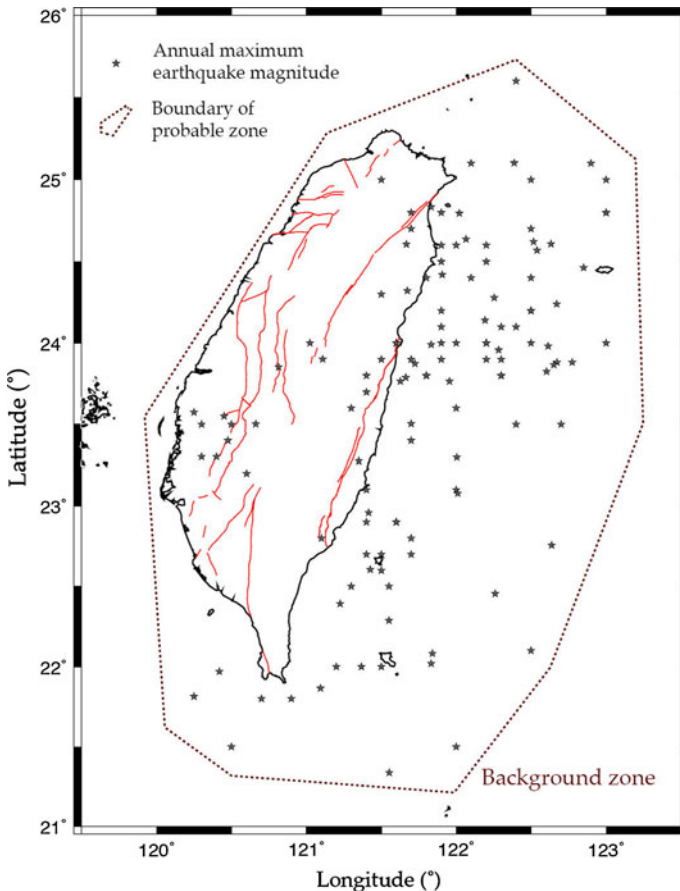 26°
Annual maximum
earthquake magnitude
Boundary of
probable zone
25°
24°
Latitude (°)
23°
22°
Background zone
21°
120° 121° 122° 123°
Longitude (°)